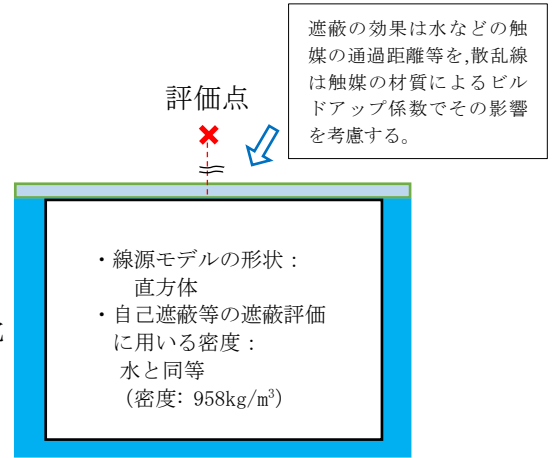 遮蔽の効果は水などの触
媒の通過距離等を,散乱線
は触媒の材質によるビル
ドアップ係数でその影響
を考慮する。
評価点
・線源モデルの形状：
直方体
・自己遮蔽等の遮蔽評価
に用いる密度：
水と同等
(密度: 958kg/m³)